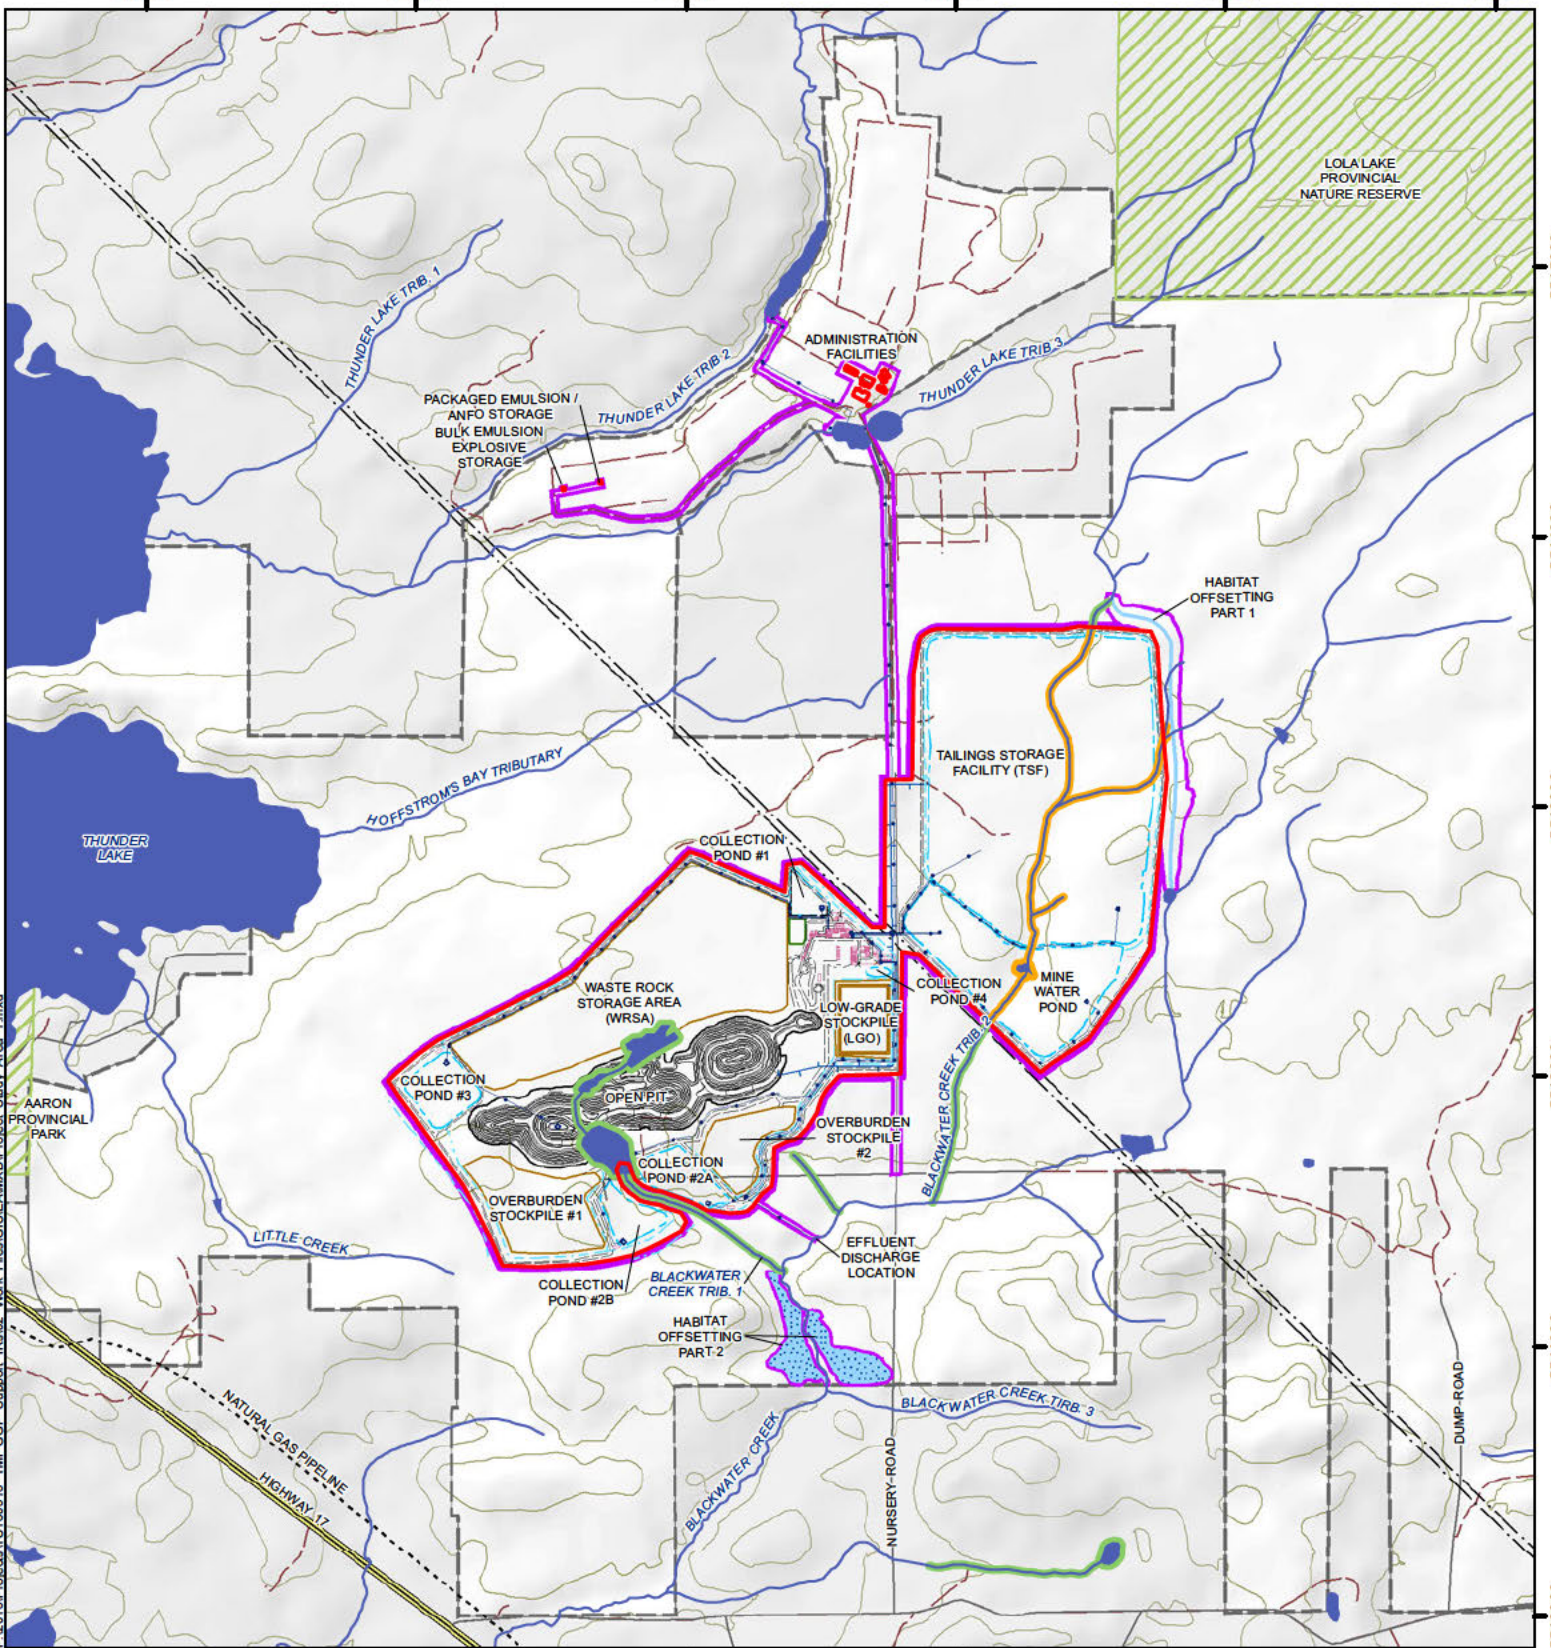 LOLA LAKE
PROVINCIAL
NATURE RESERVE
THUNDER LAKE TRIB. 1
ADMINISTRATION
FACILITIES
THUNDER LAKE TRIB 3
THUNDER LAKE TRIB 2
PACKAGED EMULSION /
ANFO STORAGE
BULK EMULSION
EXPLOSIVE
STORAGE
HABITAT
OFFSETTING
PART 1
TAILINGS STORAGE
FACILITY (TSF)
HOFFSTROM'S BAY TRIBUTARY
THUNDER
LAKE
COLLECTION
POND #1
WASTE ROCK
STORAGE AREA
(WRSA)
COLLECTION
POND #4
MINE
WATER
POND
LOW-GRADE
STOCKPILE
(LGO)
COLLECTION
POND #3
OPEN PIT
AARON
PROVINCIAL
PARK
BLACKWATER CREEK TRIB. 2
OVERBURDEN
STOCKPILE
#2
COLLECTION
POND #2A
OVERBURDEN
STOCKPILE #1
LITTLE CREEK
EFFLUENT
DISCHARGE
LOCATION
COLLECTION
POND #2B
BLACKWATER
CREEK TRIB. 1
HABITAT
OFFSETTING
PART 2
BLACKWATER CREEK TIRB. 3
BLACKWATER CREEK
NURSERY-ROAD
DUMP-ROAD
NATURAL GAS PIPELINE
HIGHWAY 17